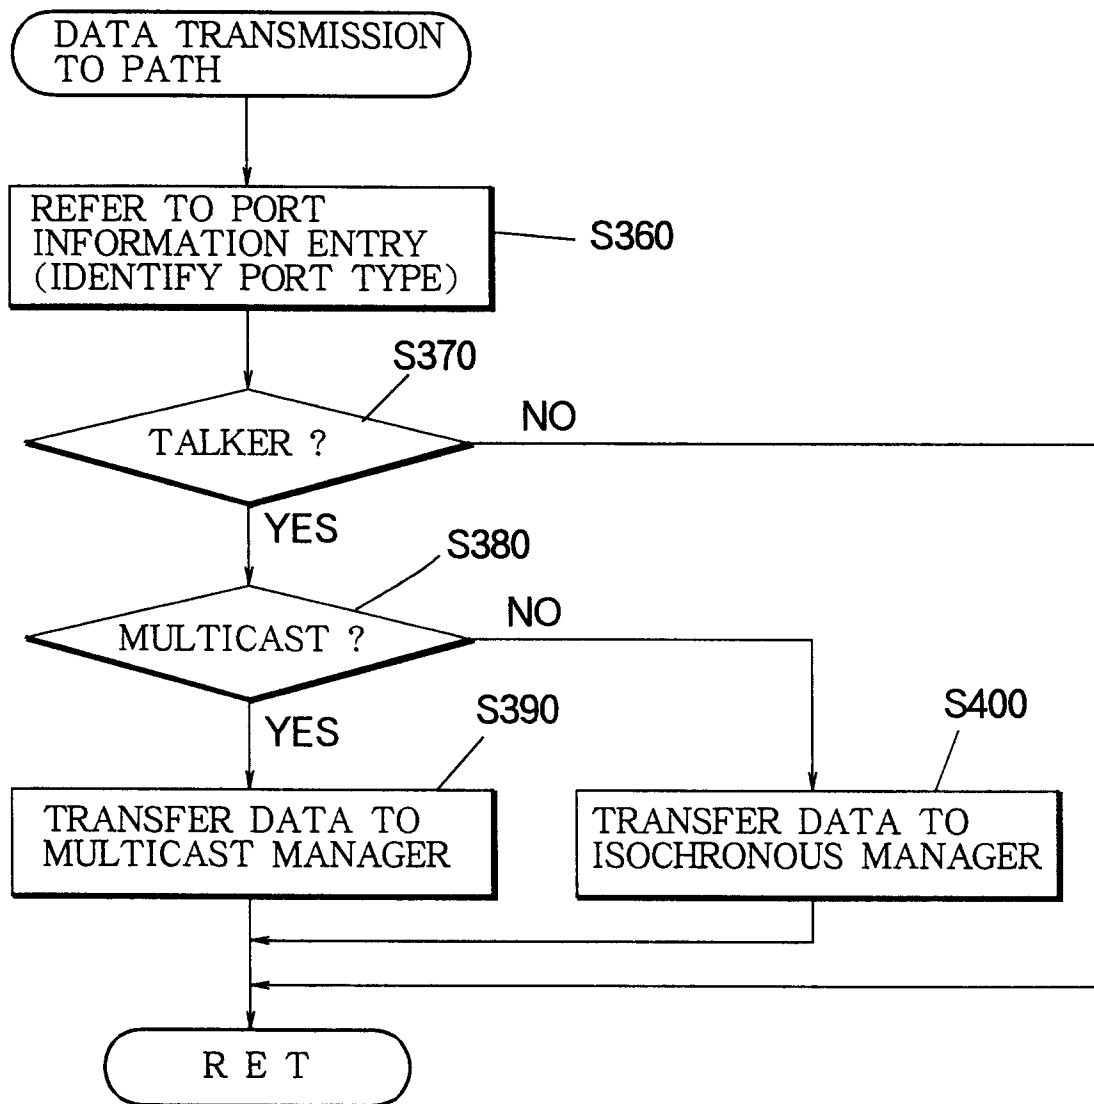 DATA TRANSMISSION
TO PATH
REFER TO PORT
INFORMATION ENTRY
(IDENTIFY PORT TYPE)
S360
S370
TALKER ?
NO
YES
S380
MULTICAST ?
NO
YES
S390
S400
TRANSFER DATA TO
MULTICAST MANAGER
TRANSFER DATA TO
ISOCHRONOUS MANAGER
R E T